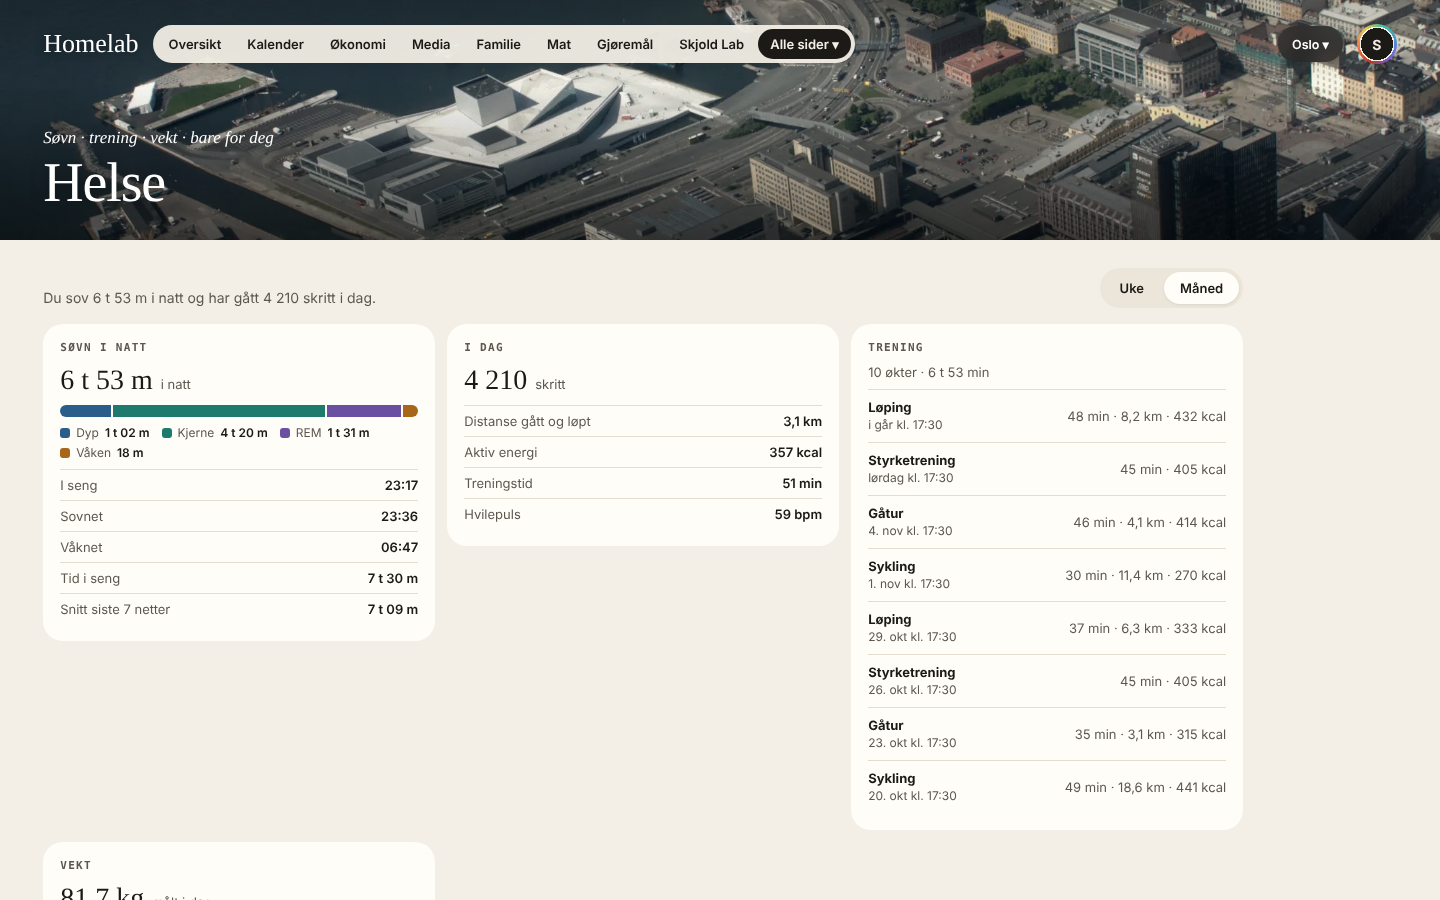 Homelab
Oversikt Kalender Økonomi Media Familie Mat Gjøremål Skjold Lab Alle sider ▾
Oslo ▾
S
Søvn · trening · vekt · bare for deg
Helse
Du sov 6 t 53 m i natt og har gått 4 210 skritt i dag.
Uke Måned
SØVN I NATT
6 t 53 m i natt
Dyp 1 t 02 m Kjerne 4 t 20 m REM 1 t 31 m
Våken 18 m
I seng 23:17
Sovnet 23:36
Våknet 06:47
Tid i seng 7 t 30 m
Snitt siste 7 netter 7 t 09 m
I DAG
4 210 skritt
Distanse gått og løpt 3,1 km
Aktiv energi 357 kcal
Treningstid 51 min
Hvilepuls 59 bpm
TRENING
10 økter · 6 t 53 min
Løping
i går kl. 17:30
48 min · 8,2 km · 432 kcal
Styrketrening
lørdag kl. 17:30
45 min · 405 kcal
Gåtur
4. nov kl. 17:30
46 min · 4,1 km · 414 kcal
Sykling
1. nov kl. 17:30
30 min · 11,4 km · 270 kcal
Løping
29. okt kl. 17:30
37 min · 6,3 km · 333 kcal
Styrketrening
26. okt kl. 17:30
45 min · 405 kcal
Gåtur
23. okt kl. 17:30
35 min · 3,1 km · 315 kcal
Sykling
20. okt kl. 17:30
49 min · 18,6 km · 441 kcal
VEKT
81,7 kg